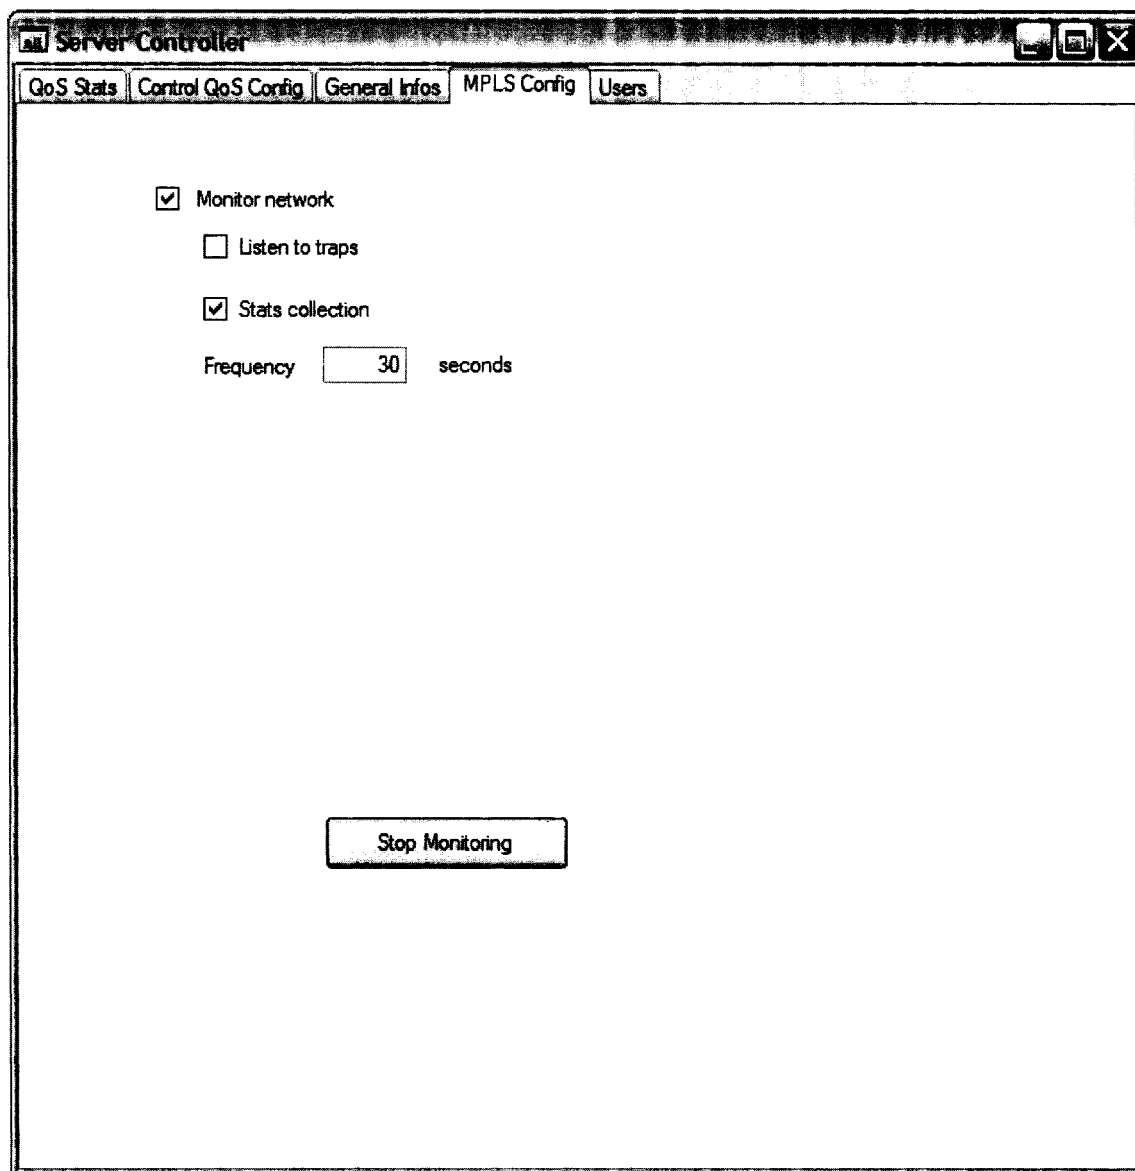 Server Controller
QoS Stats Control QoS Config General Infos MPLS Config Users
Monitor network
Listen to traps
Stats collection
Frequency 30 seconds
Stop Monitoring